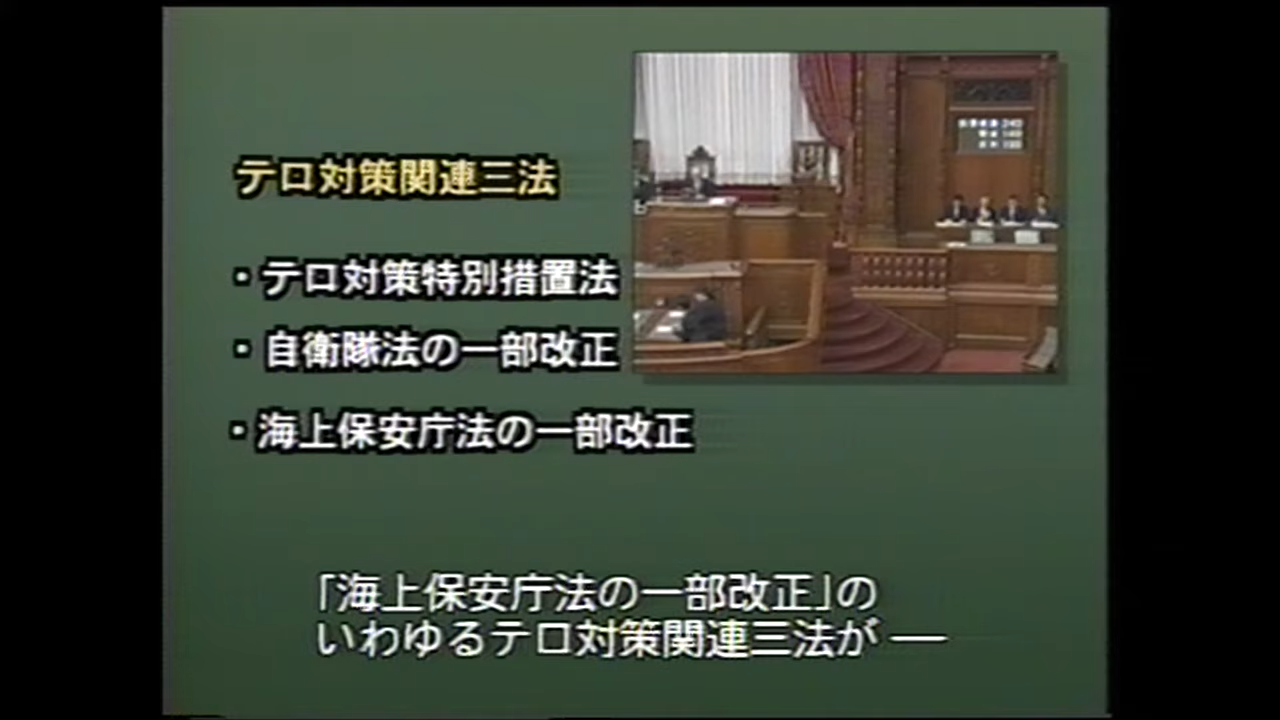 テロ対策関連三法
・テロ対策特別措置法
・自衛隊法の一部改正
・海上保安庁法の一部改正
「海上保安庁法の一部改正」の
いわゆるテロ対策関連三法が ―